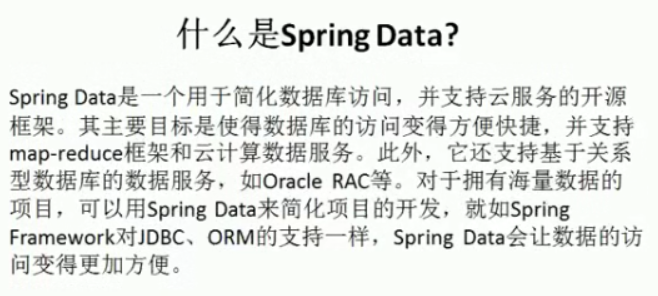 什么是Spring Data?
Spring Data是一个用于简化数据库访问，并支持云服务的开源
框架。其主要目标是使得数据库的访问变得方便快捷，并支持
map-reduce框架和云计算数据服务。此外，它还支持基于关系
型数据库的数据服务，如Oracle RAC等。对于拥有海量数据的
项目，可以用Spring Data来简化项目的开发，就如Spring
Framework对JDBC、ORM的支持一样，Spring Data会让数据的访
问变得更加方便。